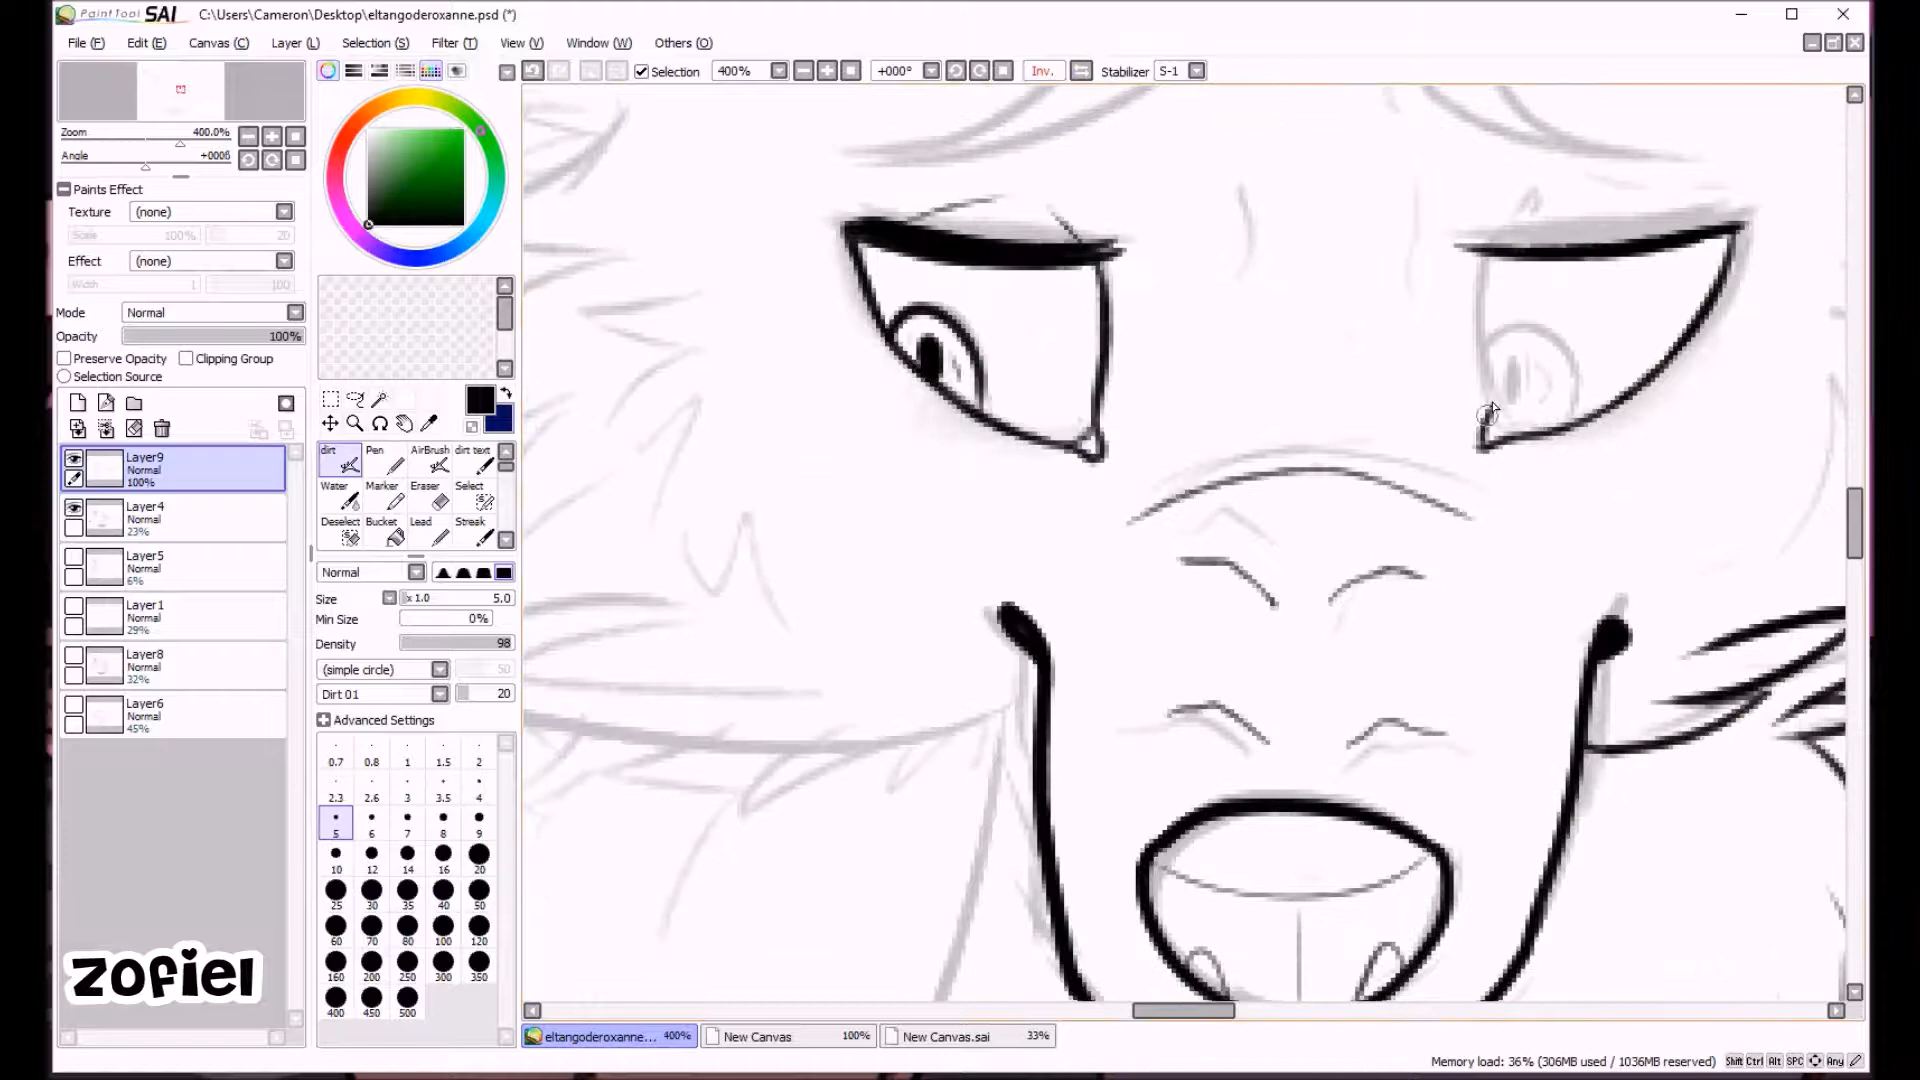 PaintTool SAI C:\Users\Cameron\Desktop\eltangoderoxanne.psd (*)
File (F) Edit (E) Canvas (C) Layer (L) Selection (S) Filter (T) View (V) Window (W) Others (O)
Selection 400% +000° Inv. Stabilizer S-1
Zoom 400.0%
Angle +0006
Paints Effect
Texture (none)
Scale 100% 20
Effect (none)
Width 1 100
Mode Normal
Opacity 100%
Preserve Opacity Clipping Group
Selection Source
Layer9
Normal
100%
Layer4
Normal
23%
Layer5
Normal
6%
Layer1
Normal
29%
Layer8
Normal
32%
Layer6
Normal
45%
dirt Pen AirBrush dirt text
Water Marker Eraser Select
Deselect Bucket Lead Streak
Normal
Size x 1.0 5.0
Min Size 0%
Density 98
(simple circle) 50
Dirt 01 20
Advanced Settings
0.7 0.8 1 1.5 2
2.3 2.6 3 3.5 4
5 6 7 8 9
10 12 14 16 20
25 30 35 40 50
60 70 80 100 120
160 200 250 300 350
400 450 500
zofiel
eltangoderoxanne... 400% New Canvas 100% New Canvas.sai 33%
Memory load: 36% (306MB used / 1036MB reserved) Shift Ctrl Alt SPC Any